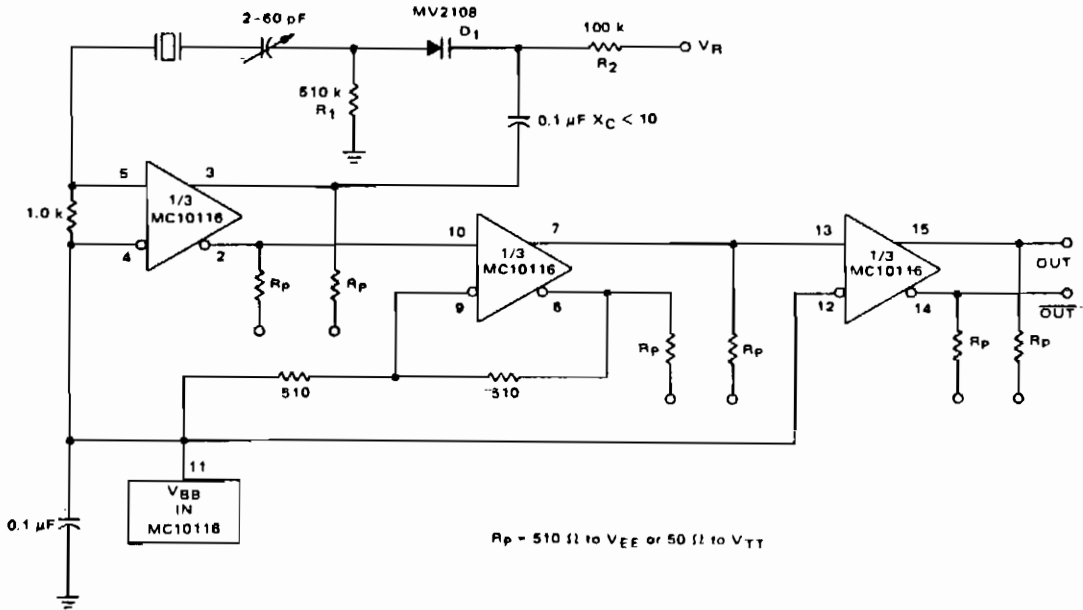 2-60 pF
MV2108
D1
100 k
R2
VR
510 k
R1
0.1 µF XC < 10
5
3
1/3
MC10116
1.0 k
4
2
10
7
1/3
MC10116
9
6
13
15
1/3
MC10116
12
14
OUT
OUT
RP
RP
RP
RP
RP
RP
510
510
11
VBB
IN
MC10116
0.1 µF
RP = 510 Ω to VEE or 50 Ω to VTT